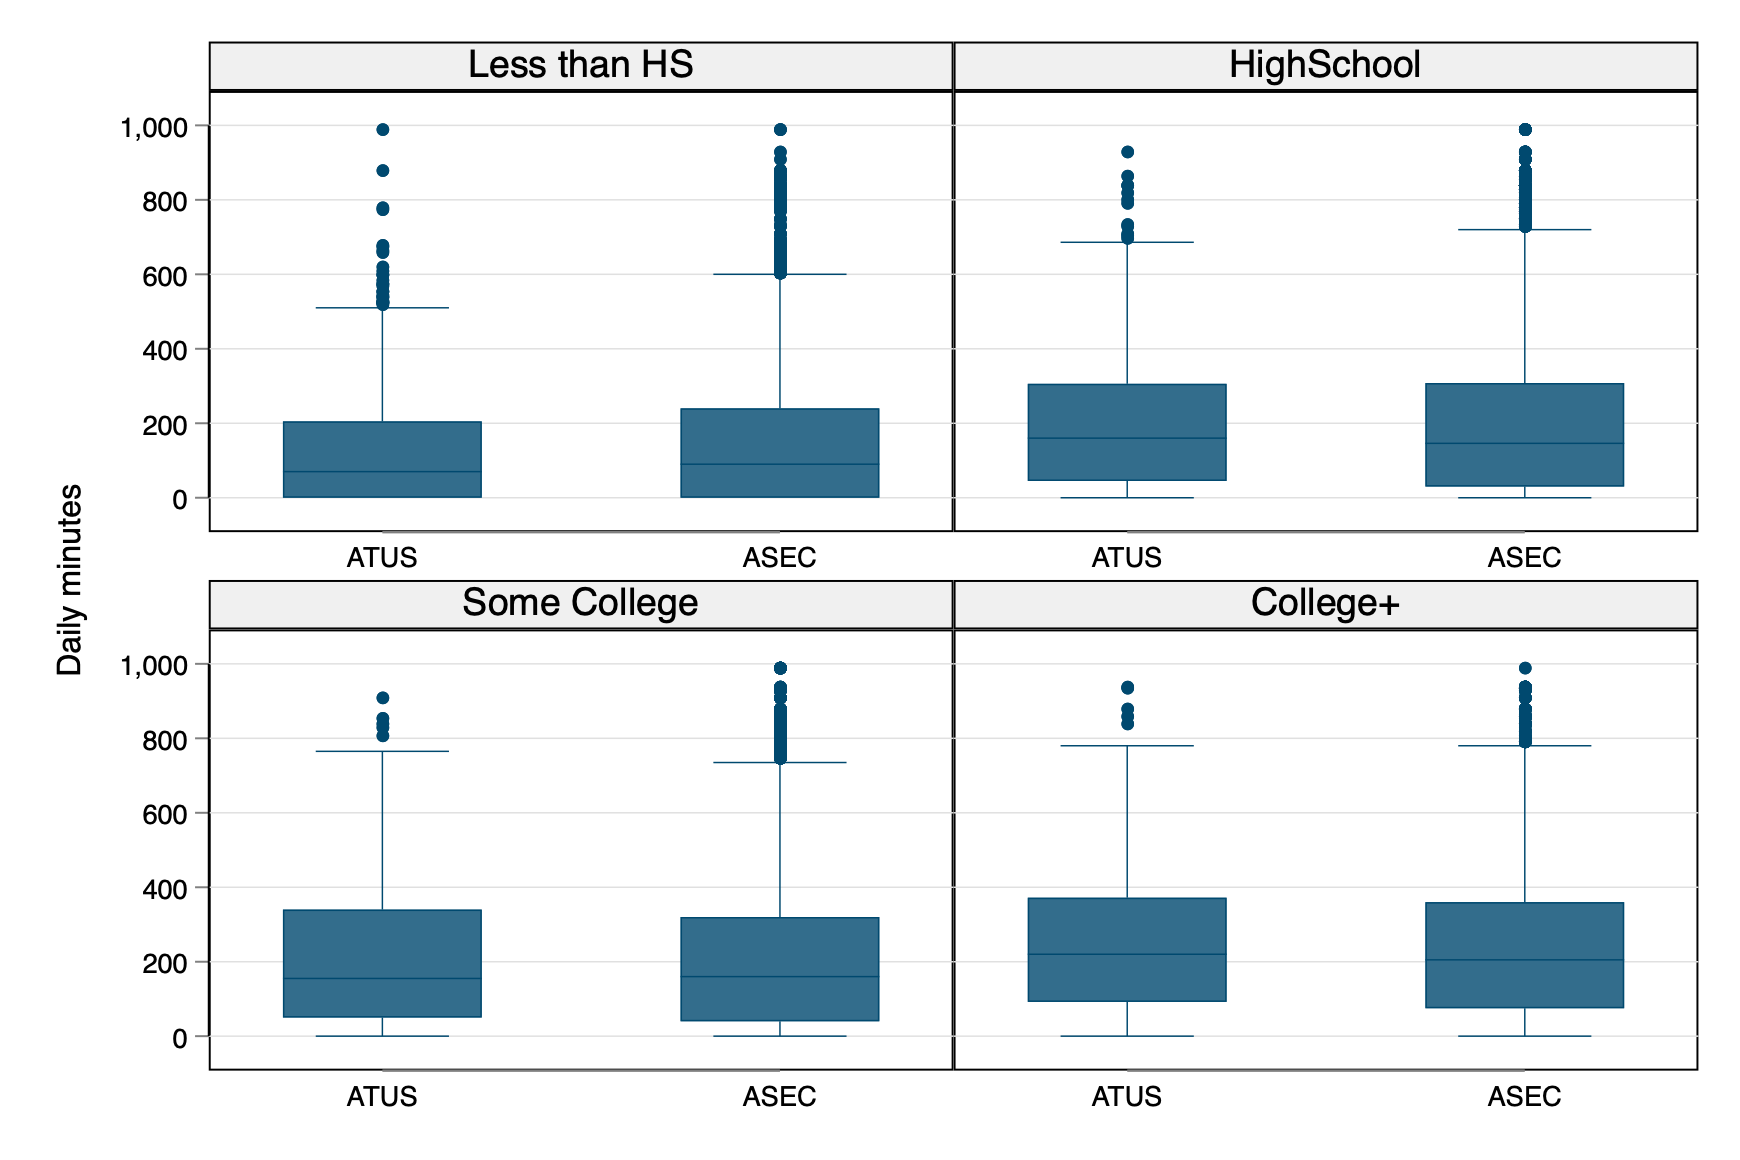 Less than HS
HighSchool
1,000
800
600
400
200
0
ATUS
ASEC
ATUS
ASEC
Daily minutes
Some College
College+
1,000
800
600
400
200
0
ATUS
ASEC
ATUS
ASEC